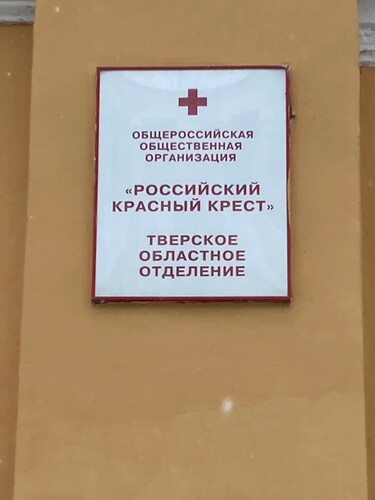 ОБЩЕРОССИЙСКАЯ
ОБЩЕСТВЕННАЯ
ОРГАНИЗАЦИЯ
«РОССИЙСКИЙ
КРАСНЫЙ КРЕСТ»
ТВЕРСКОЕ
ОБЛАСТНОЕ
ОТДЕЛЕНИЕ